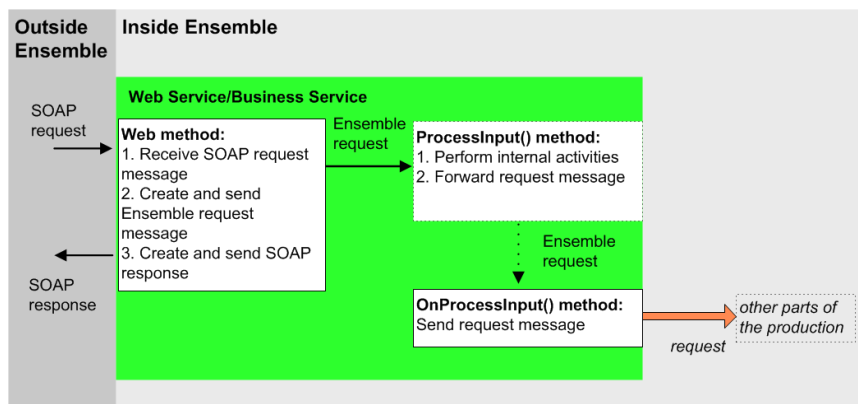 Outside
Ensemble
Inside Ensemble
Web Service/Business Service
SOAP
request
Web method:
1. Receive SOAP request
message
2. Create and send
Ensemble request
message
3. Create and send SOAP
response
SOAP
response
Ensemble
request
ProcessInput() method:
1. Perform internal activities
2. Forward request message
Ensemble
request
OnProcessInput() method:
Send request message
request
other parts of
the production